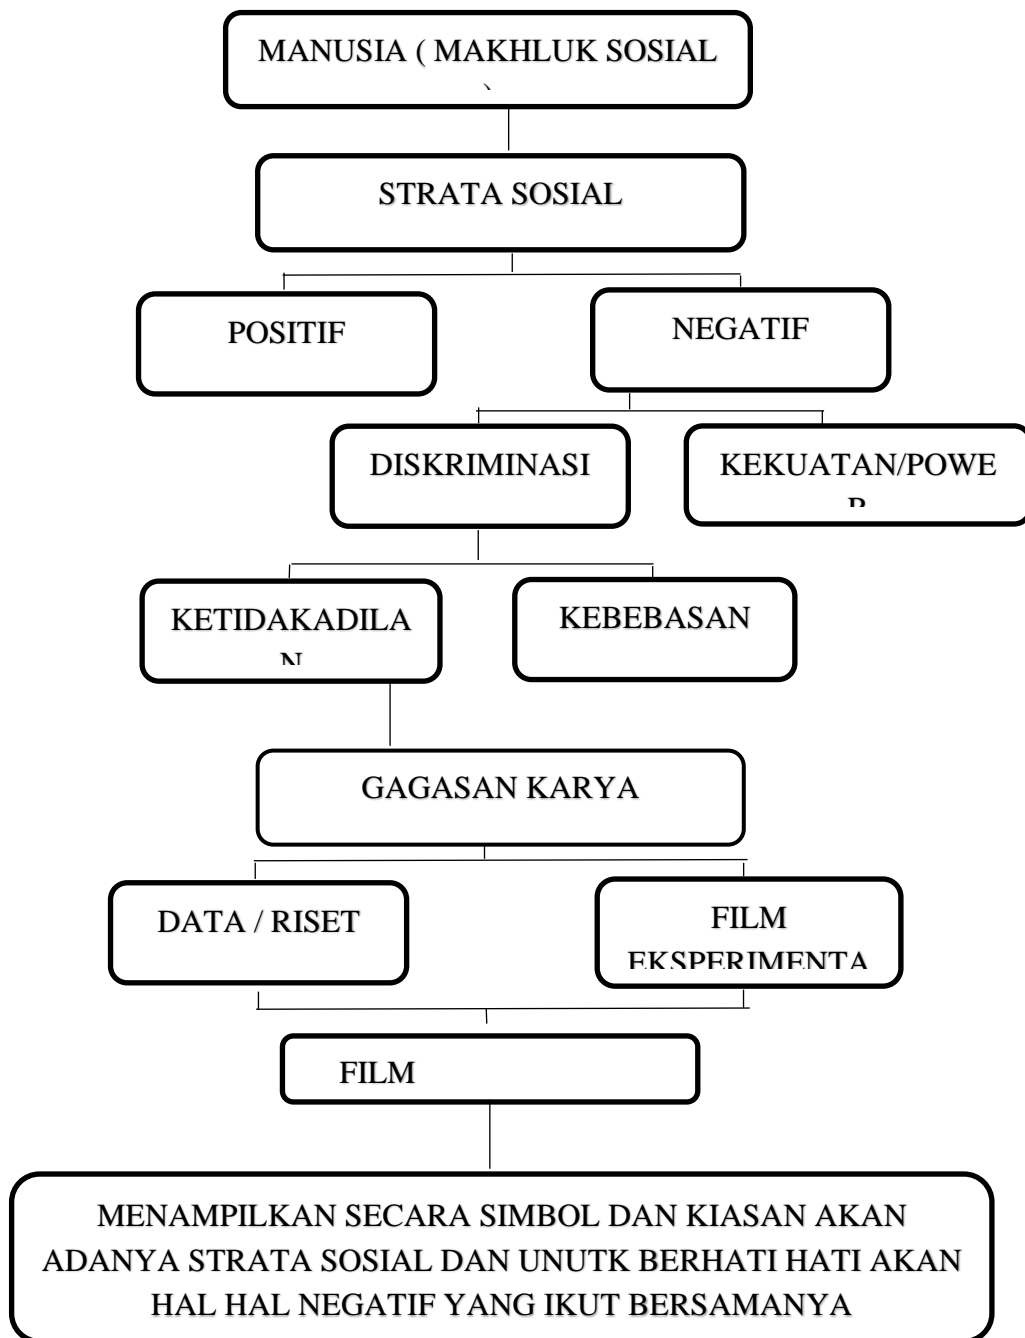 MANUSIA ( MAKHLUK SOSIAL
STRATA SOSIAL
POSITIF
NEGATIF
DISKRIMINASI
KEKUATAN/POWE
R
KETIDAKADILA
N
KEBEBASAN
GAGASAN KARYA
DATA / RISET
FILM
EKSPERIMENTA
FILM
MENAMPILKAN SECARA SIMBOL DAN KIASAN AKAN
ADANYA STRATA SOSIAL DAN UNUTK BERHATI HATI AKAN
HAL HAL NEGATIF YANG IKUT BERSAMANYA